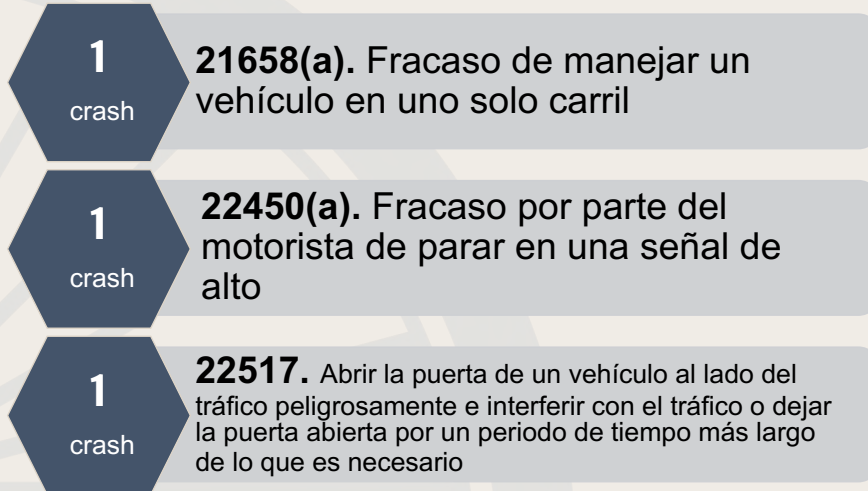 1
crash
21658(a). Fracaso de manejar un
vehículo en uno solo carril
1
crash
22450(a). Fracaso por parte del
motorista de parar en una señal de
alto
1
crash
22517. Abrir la puerta de un vehículo al lado del
tráfico peligrosamente e interferir con el tráfico o dejar
la puerta abierta por un periodo de tiempo más largo
de lo que es necesario